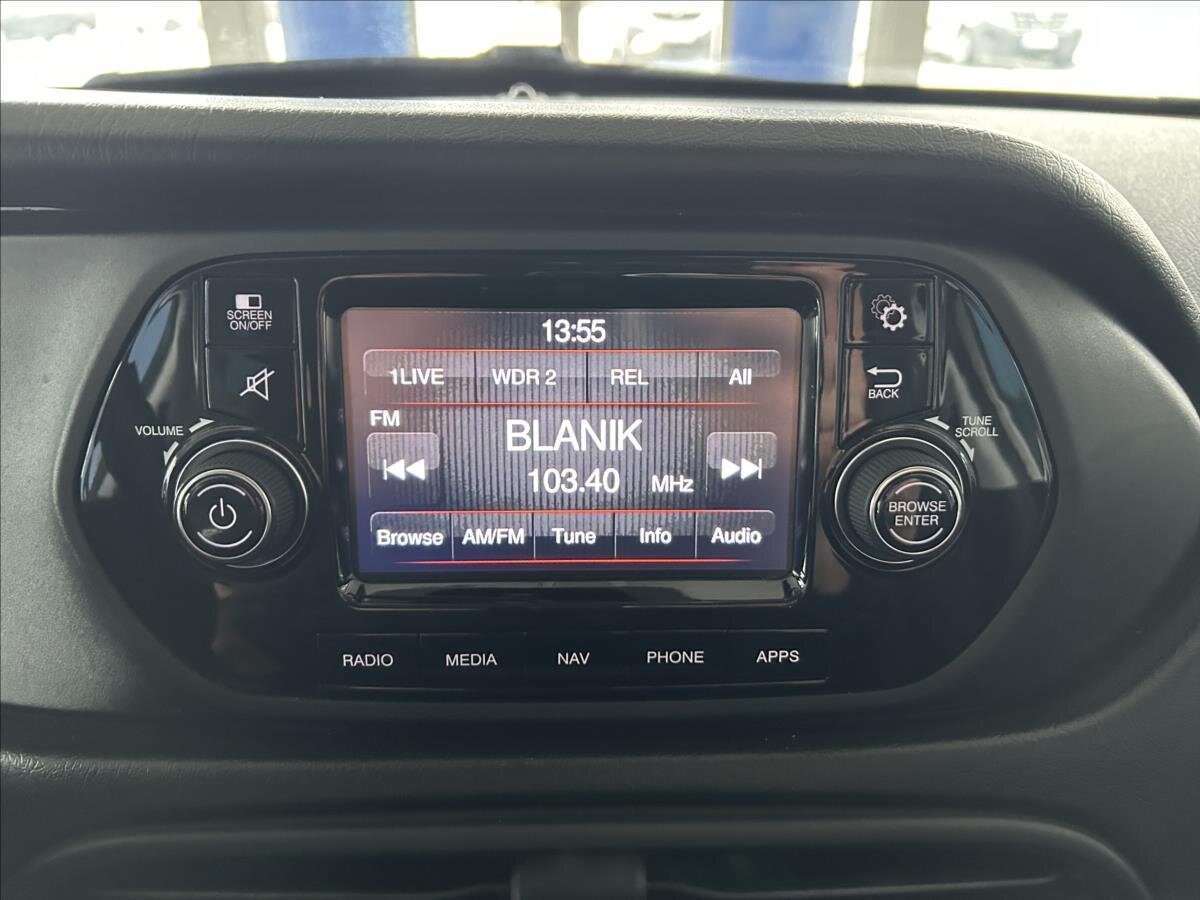 SCREEN
ON/OFF
13:55
1LIVE WDR 2 REL All
BACK
FM
VOLUME
BLANIK
TUNE
SCROLL
103.40 MHz
BROWSE
ENTER
Browse AM/FM Tune Info Audio
RADIO MEDIA NAV PHONE APPS